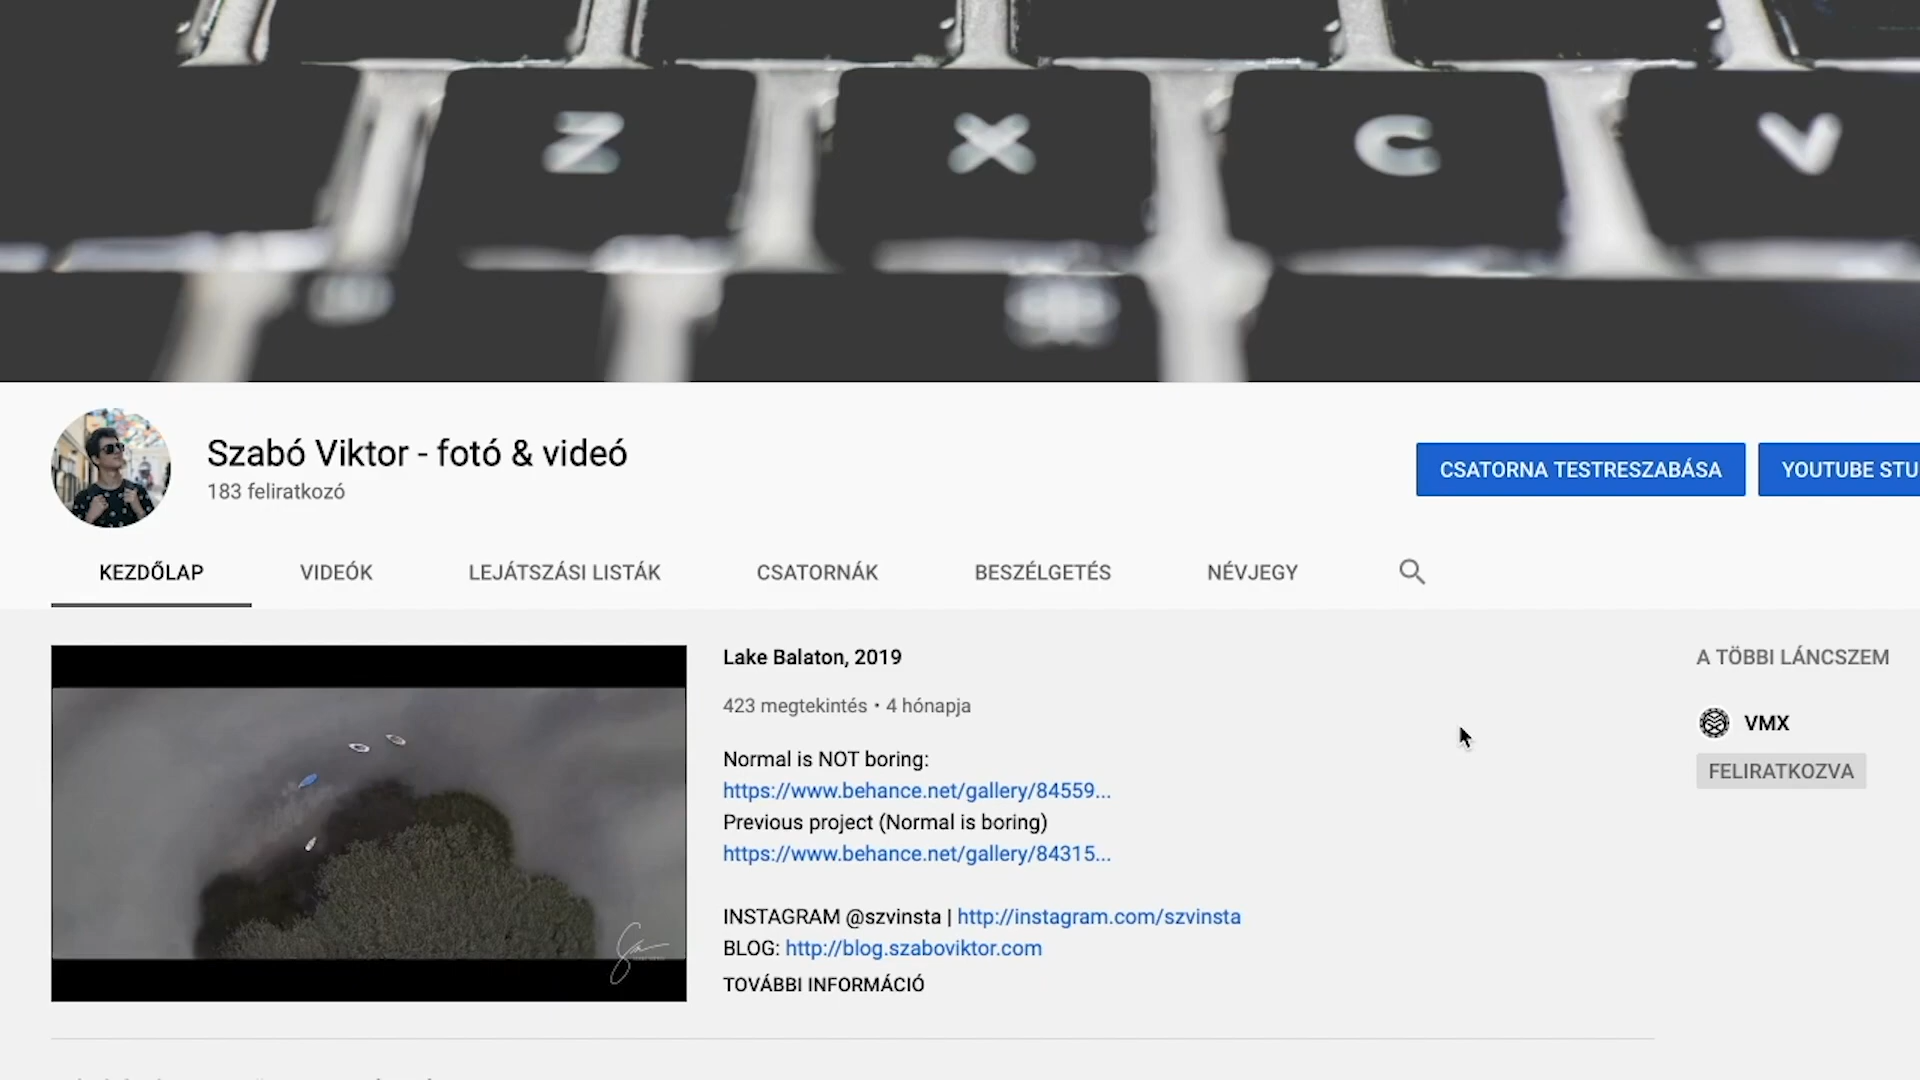 Z X C V
Szabó Viktor - fotó & videó
183 feliratkozó
CSATORNA TESTRESZABÁSA
YOUTUBE STU
KEZDŐLAP
VIDEÓK
LEJÁTSZÁSI LISTÁK
CSATORNÁK
BESZÉLGETÉS
NÉVJEGY
Lake Balaton, 2019
423 megtekintés • 4 hónapja
Normal is NOT boring:
https://www.behance.net/gallery/84559...
Previous project (Normal is boring)
https://www.behance.net/gallery/84315...
INSTAGRAM @szvinsta | http://instagram.com/szvinsta
BLOG: http://blog.szaboviktor.com
TOVÁBBI INFORMÁCIÓ
A TÖBBI LÁNCSZEM
VMX
FELIRATKOZVA